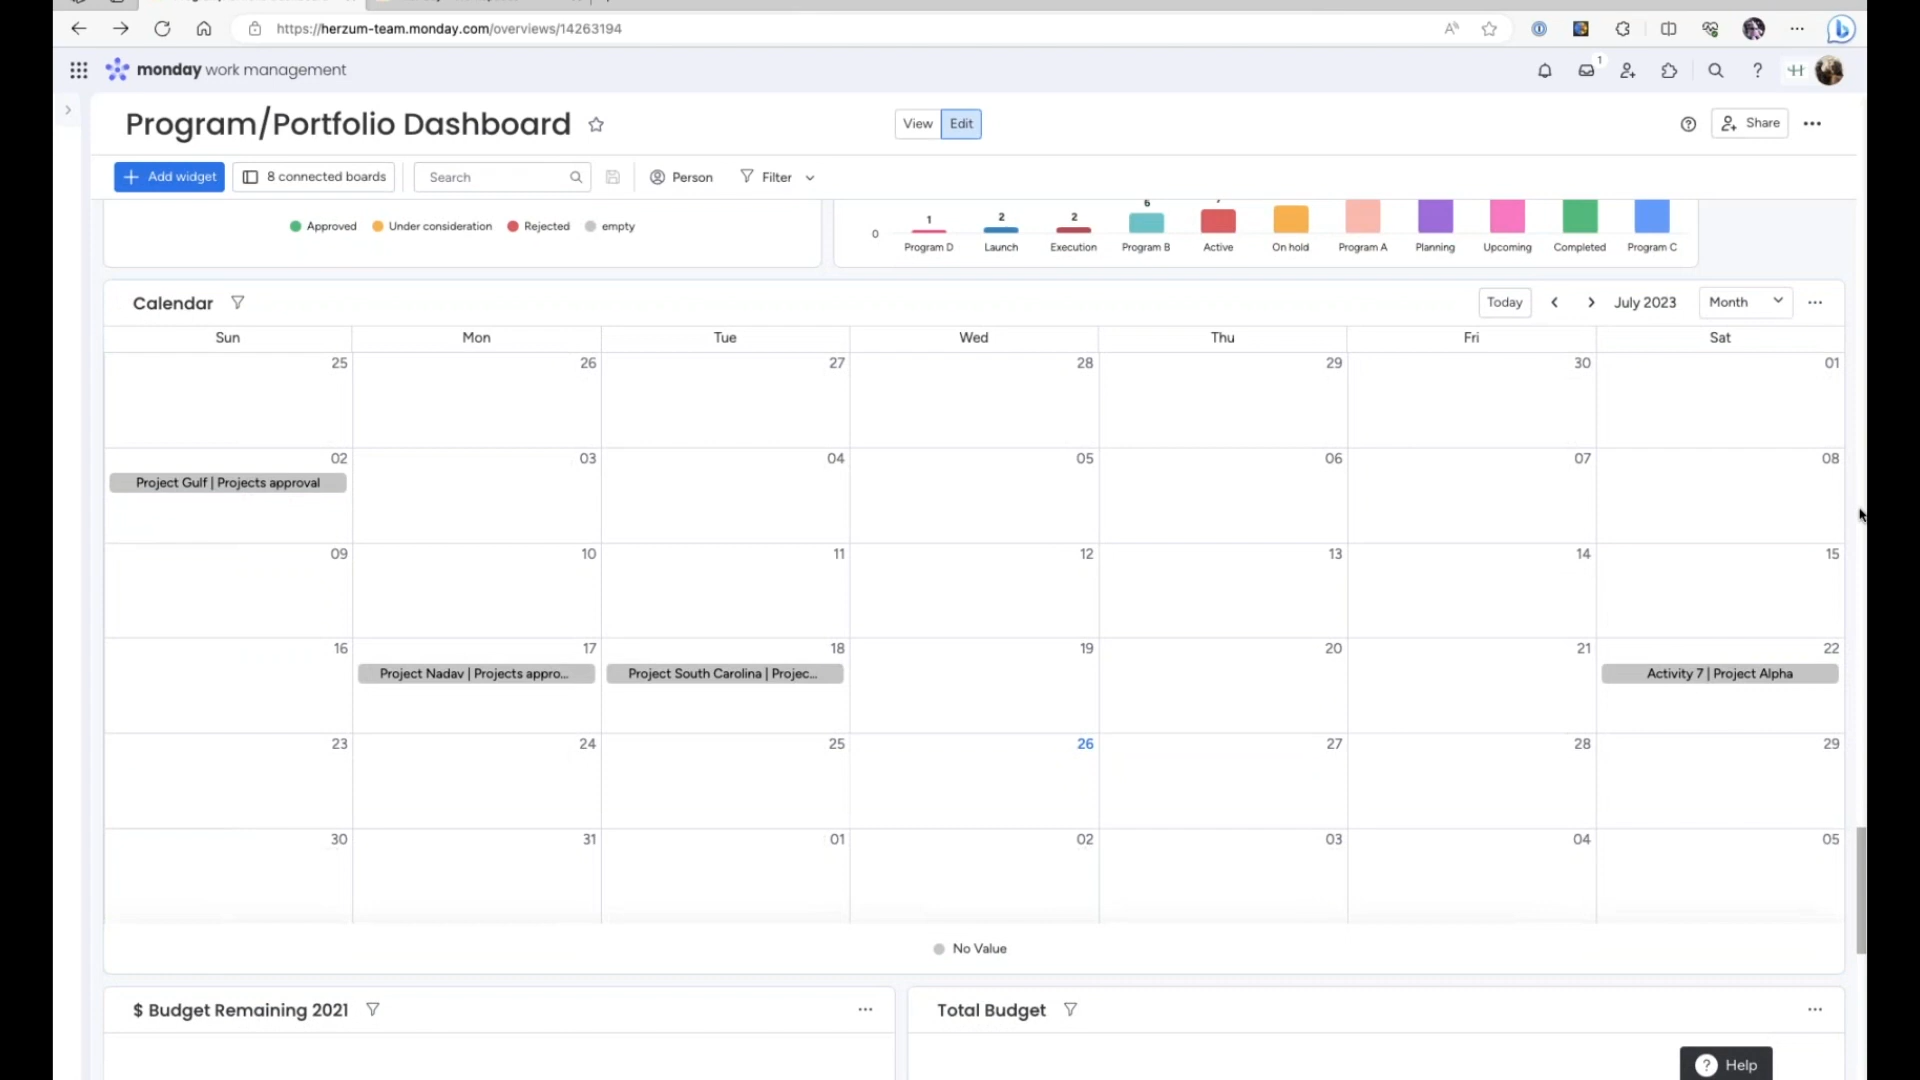 https://herzum-team.monday.com/overviews/14263194
monday work management
1
Program/Portfolio Dashboard
View
Edit
Share
Add widget
8 connected boards
Search
Person
Filter
Approved
Under consideration
Rejected
empty
0
1
2
2
6
Program D
Launch
Execution
Program B
Active
On hold
Program A
Planning
Upcoming
Completed
Program C
Calendar
Today
July 2023
Month
Sun Mon Tue Wed Thu Fri Sat
25 26 27 28 29 30 01
02 03 04 05 06 07 08
Project Gulf | Projects approval
09 10 11 12 13 14 15
16 17 18 19 20 21 22
Project Nadav | Projects appro...
Project South Carolina | Projec...
Activity 7 | Project Alpha
23 24 25 26 27 28 29
30 31 01 02 03 04 05
No Value
$ Budget Remaining 2021
Total Budget
? Help